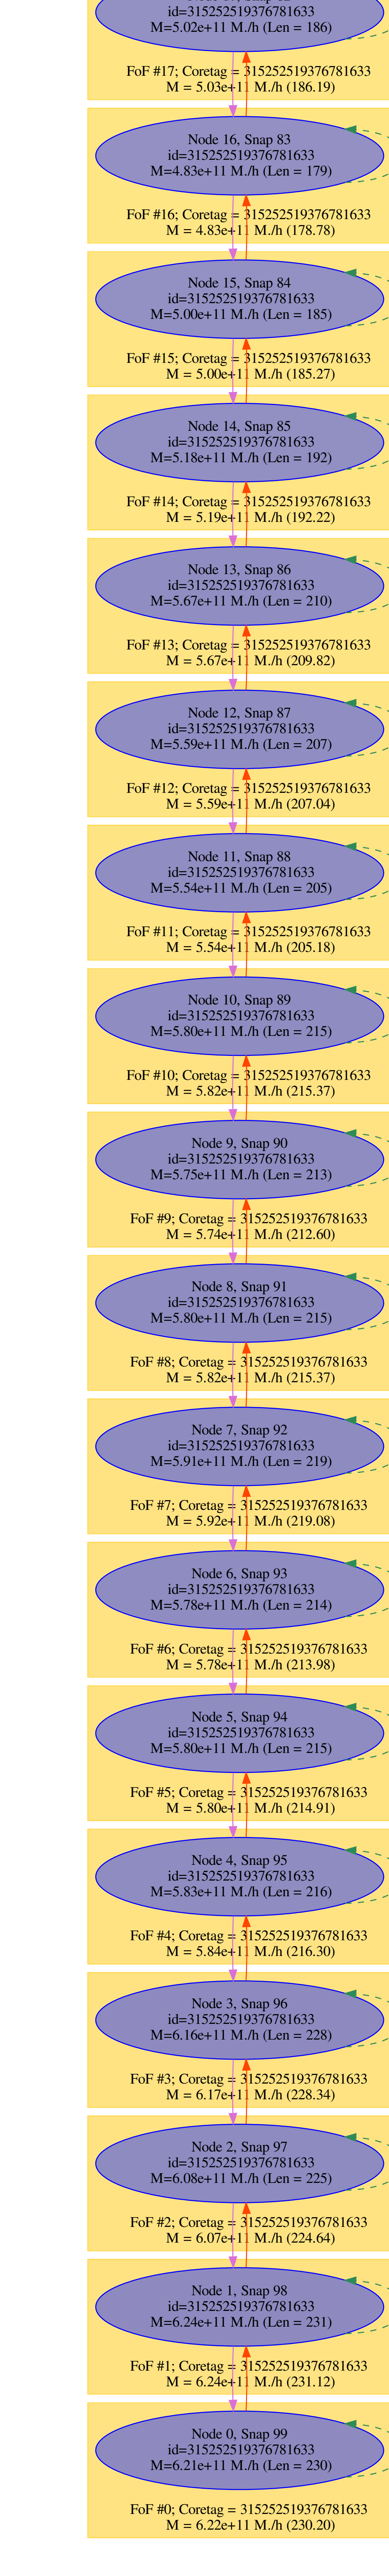 id=315252519376781633
M=5.02e+11 M./h (Len = 186)
FoF #17; Coretag = 315252519376781633
M = 5.03e+11 M./h (186.19)
Node 16, Snap 83
id=315252519376781633
M=4.83e+11 M./h (Len = 179)
FoF #16; Coretag = 315252519376781633
M = 4.83e+11 M./h (178.78)
Node 15, Snap 84
id=315252519376781633
M=5.00e+11 M./h (Len = 185)
FoF #15; Coretag = 315252519376781633
M = 5.00e+11 M./h (185.27)
Node 14, Snap 85
id=315252519376781633
M=5.18e+11 M./h (Len = 192)
FoF #14; Coretag = 315252519376781633
M = 5.19e+11 M./h (192.22)
Node 13, Snap 86
id=315252519376781633
M=5.67e+11 M./h (Len = 210)
FoF #13; Coretag = 315252519376781633
M = 5.67e+11 M./h (209.82)
Node 12, Snap 87
id=315252519376781633
M=5.59e+11 M./h (Len = 207)
FoF #12; Coretag = 315252519376781633
M = 5.59e+11 M./h (207.04)
Node 11, Snap 88
id=315252519376781633
M=5.54e+11 M./h (Len = 205)
FoF #11; Coretag = 315252519376781633
M = 5.54e+11 M./h (205.18)
Node 10, Snap 89
id=315252519376781633
M=5.80e+11 M./h (Len = 215)
FoF #10; Coretag = 315252519376781633
M = 5.82e+11 M./h (215.37)
Node 9, Snap 90
id=315252519376781633
M=5.75e+11 M./h (Len = 213)
FoF #9; Coretag = 315252519376781633
M = 5.74e+11 M./h (212.60)
Node 8, Snap 91
id=315252519376781633
M=5.80e+11 M./h (Len = 215)
FoF #8; Coretag = 315252519376781633
M = 5.82e+11 M./h (215.37)
Node 7, Snap 92
id=315252519376781633
M=5.91e+11 M./h (Len = 219)
FoF #7; Coretag = 315252519376781633
M = 5.92e+11 M./h (219.08)
Node 6, Snap 93
id=315252519376781633
M=5.78e+11 M./h (Len = 214)
FoF #6; Coretag = 315252519376781633
M = 5.78e+11 M./h (213.98)
Node 5, Snap 94
id=315252519376781633
M=5.80e+11 M./h (Len = 215)
FoF #5; Coretag = 315252519376781633
M = 5.80e+11 M./h (214.91)
Node 4, Snap 95
id=315252519376781633
M=5.83e+11 M./h (Len = 216)
FoF #4; Coretag = 315252519376781633
M = 5.84e+11 M./h (216.30)
Node 3, Snap 96
id=315252519376781633
M=6.16e+11 M./h (Len = 228)
FoF #3; Coretag = 315252519376781633
M = 6.17e+11 M./h (228.34)
Node 2, Snap 97
id=315252519376781633
M=6.08e+11 M./h (Len = 225)
FoF #2; Coretag = 315252519376781633
M = 6.07e+11 M./h (224.64)
Node 1, Snap 98
id=315252519376781633
M=6.24e+11 M./h (Len = 231)
FoF #1; Coretag = 315252519376781633
M = 6.24e+11 M./h (231.12)
Node 0, Snap 99
id=315252519376781633
M=6.21e+11 M./h (Len = 230)
FoF #0; Coretag = 315252519376781633
M = 6.22e+11 M./h (230.20)